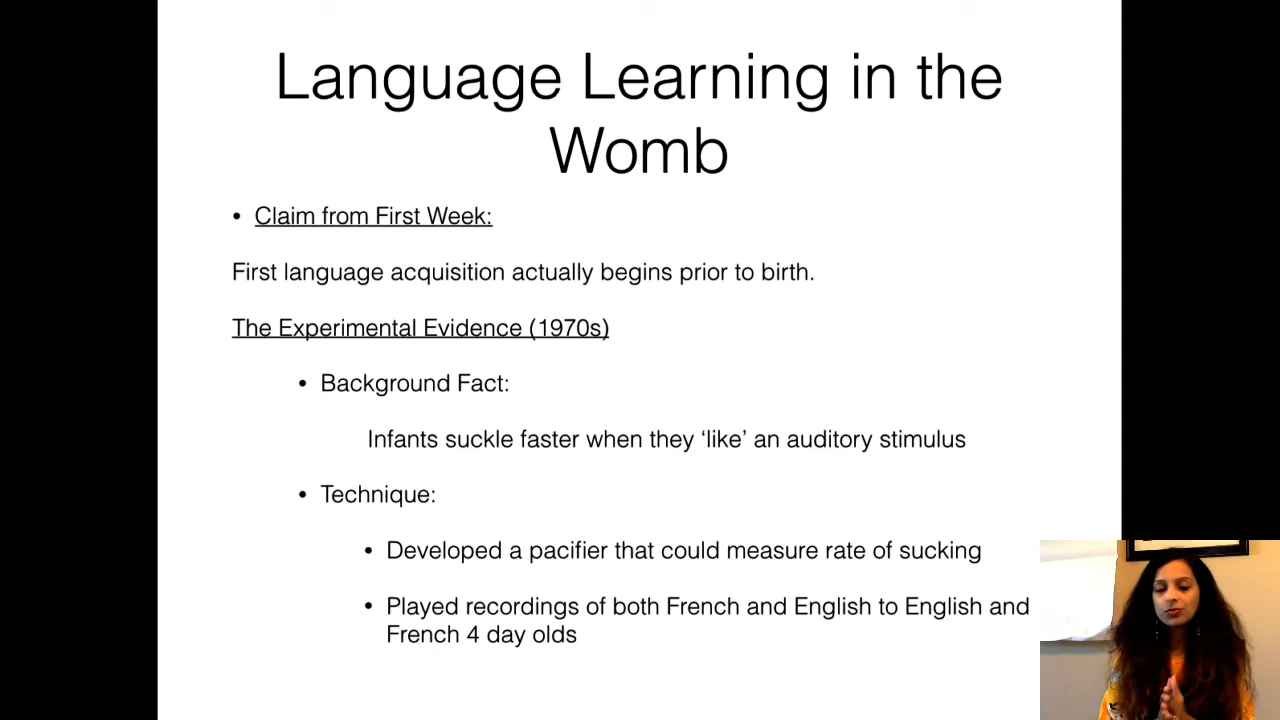 Language Learning in the
Womb
• Claim from First Week:
First language acquisition actually begins prior to birth.
The Experimental Evidence (1970s)
• Background Fact:
Infants suckle faster when they ‘like’ an auditory stimulus
• Technique:
• Developed a pacifier that could measure rate of sucking
• Played recordings of both French and English to English and
French 4 day olds